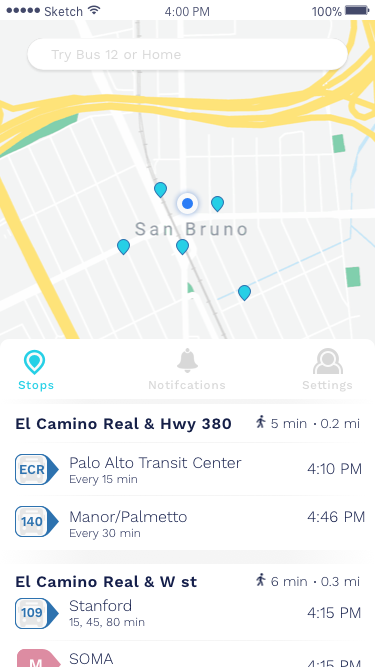 Sketch 4:00 PM 100%
Try Bus 12 or Home
San Bruno
Stops Notifcations Settings
El Camino Real & Hwy 380 5 min · 0.2 mi
ECR Palo Alto Transit Center 4:10 PM
Every 15 min
140 Manor/Palmetto 4:46 PM
Every 30 min
El Camino Real & W st 6 min · 0.3 mi
109 Stanford 4:15 PM
15, 45, 80 min
M SOMA 4:15 PM